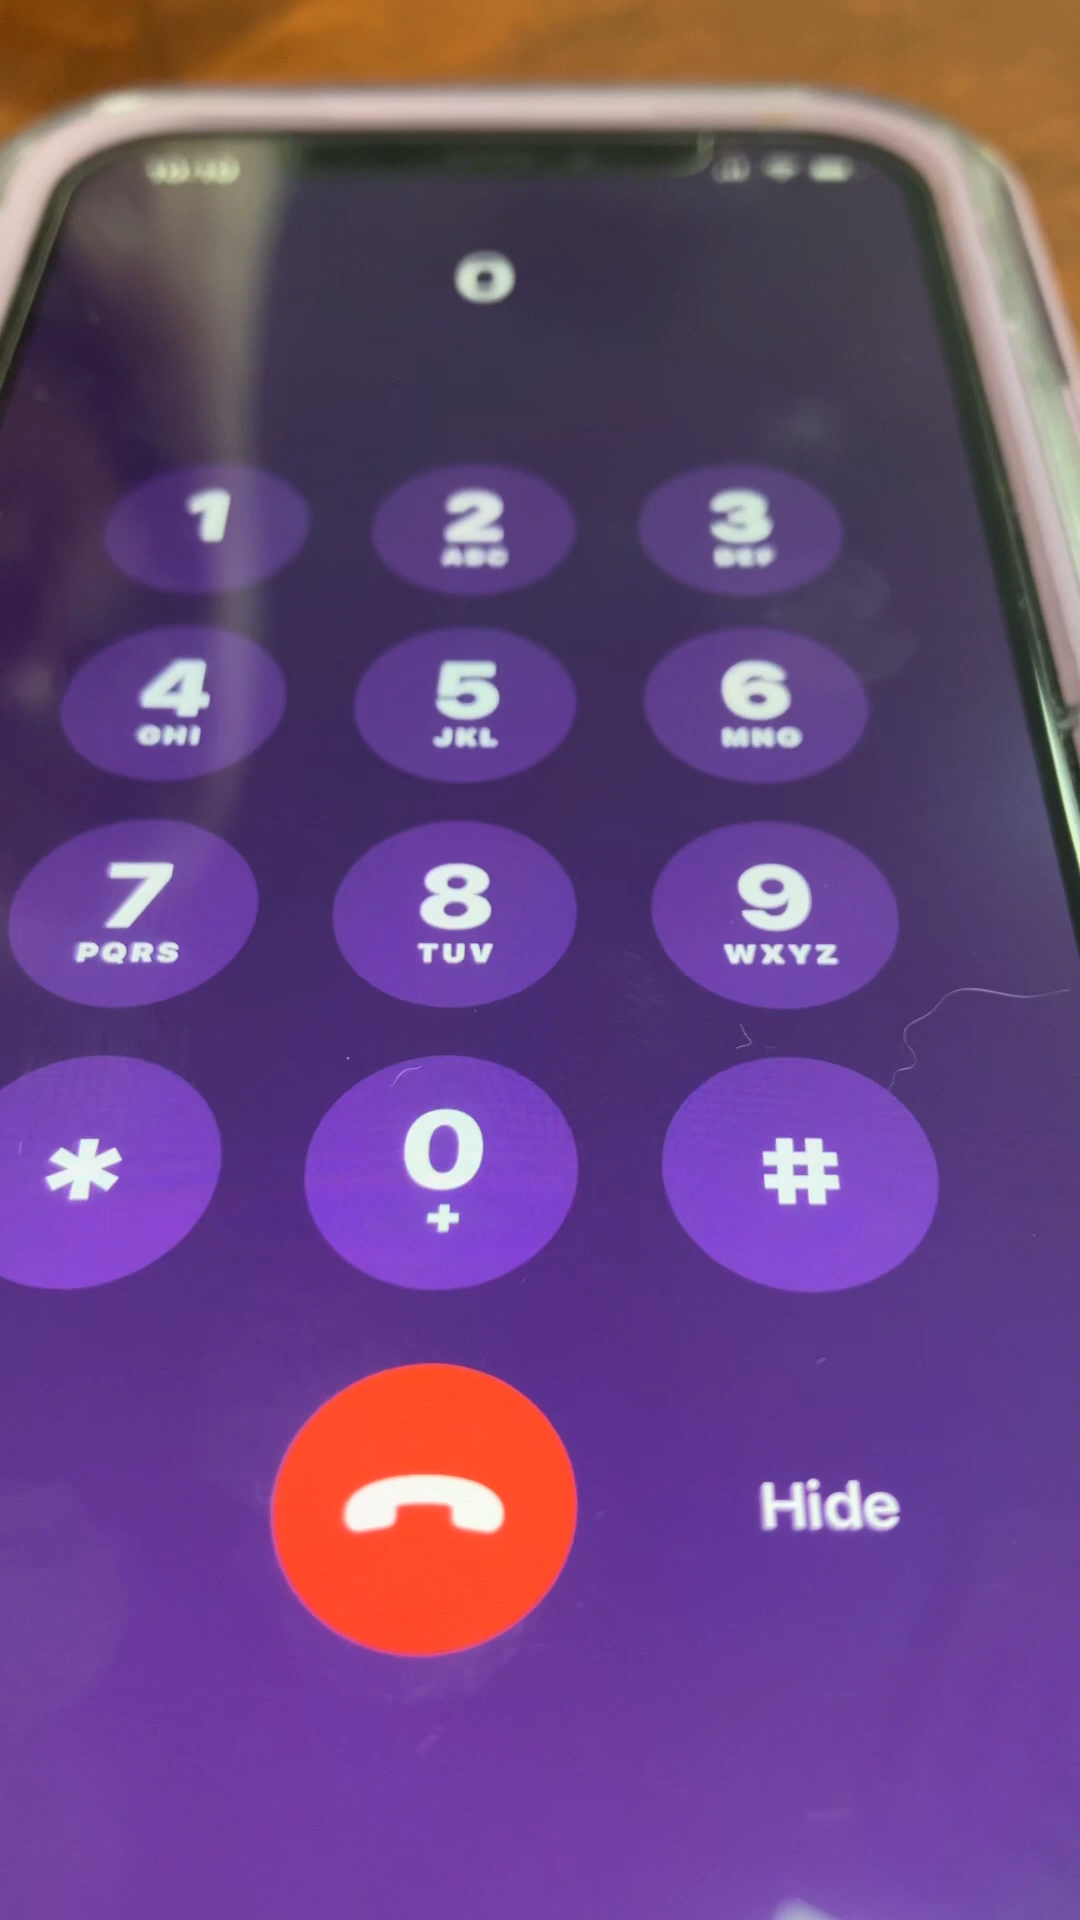 0
1 2 3
ABC DEF
4 5 6
GHI JKL MNO
7 8 9
PQRS TUV WXYZ
* 0 #
+
Hide